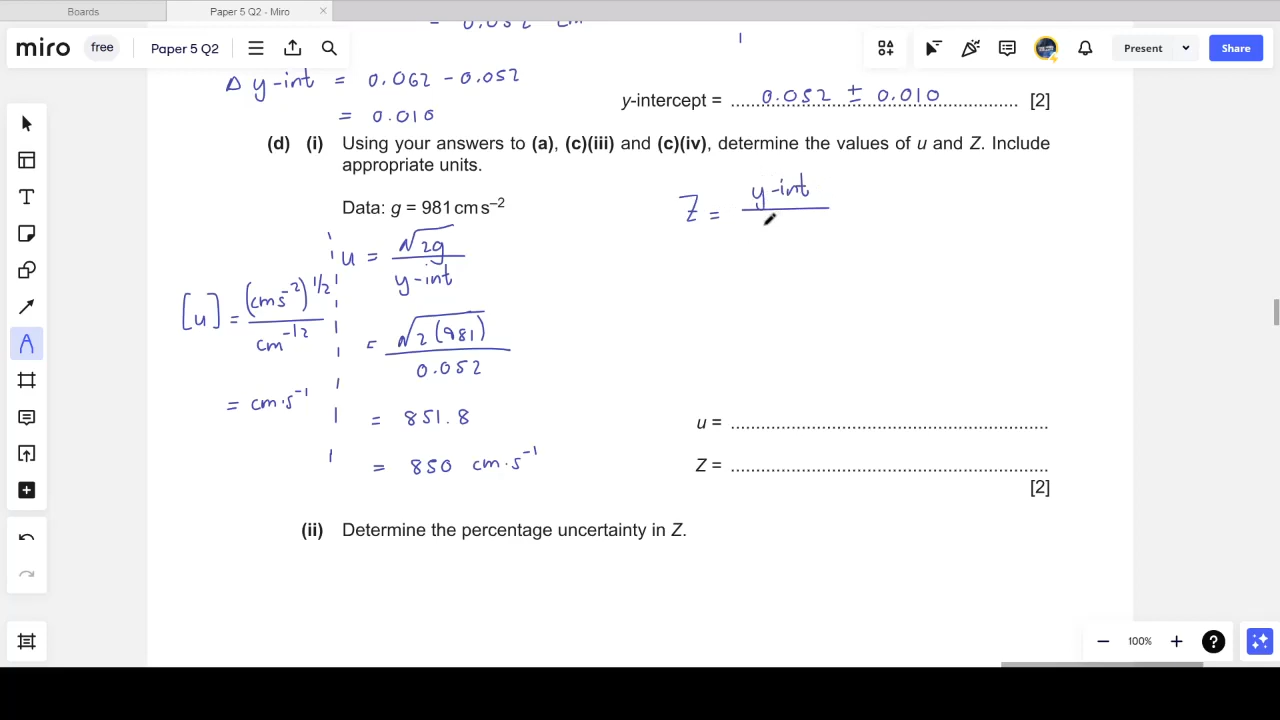 Boards
Paper 5 Q2 - Miro
miro free Paper 5 Q2
Present
Share
= 0.052 cm
Δ y-int = 0.062 - 0.052
= 0.010
y-intercept = 0.052 ± 0.010 [2]
(d) (i) Using your answers to (a), (c)(iii) and (c)(iv), determine the values of u and Z. Include
appropriate units.
Data: g = 981 cm s⁻²
u = √2g / y-int
= √2(981) / 0.052
= 851.8
= 850 cm·s⁻¹
[u] = (cms⁻²)^1/2 / cm^-1/2
= cm·s⁻¹
Z = y-int
u =
Z =
[2]
(ii) Determine the percentage uncertainty in Z.
100%